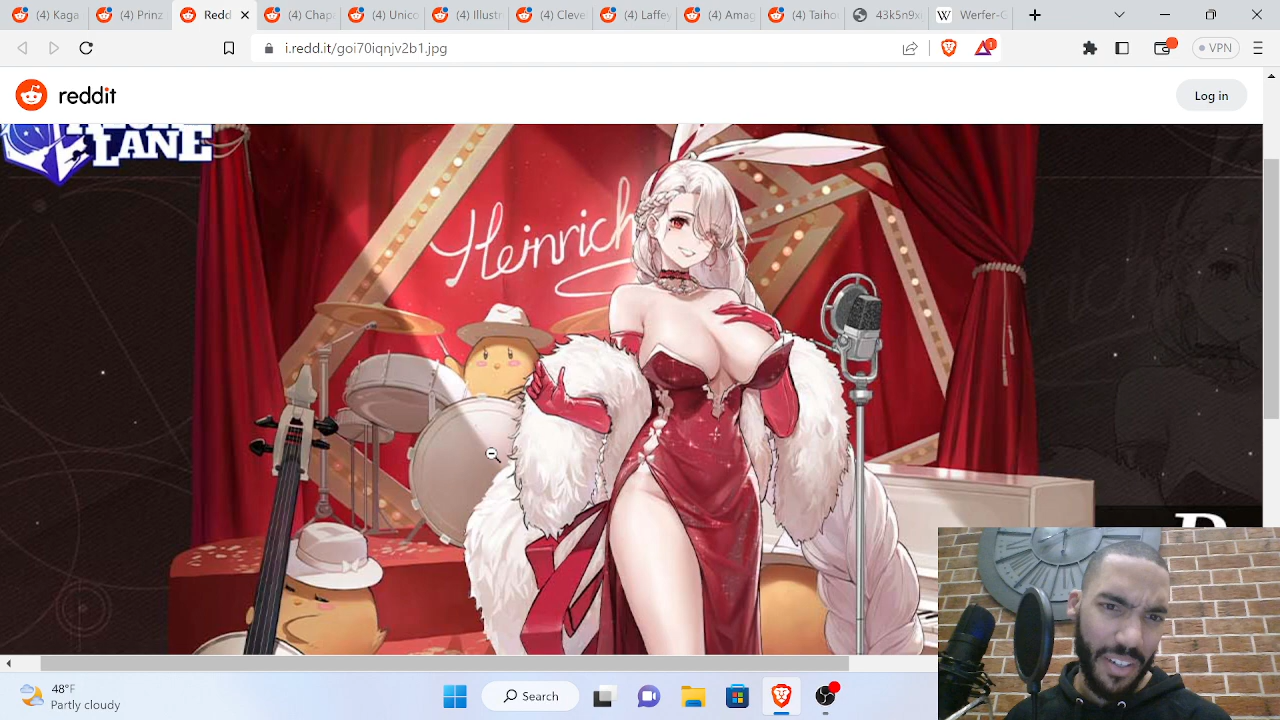 (4) Kaga
(4) Prinz
Redd
(4) Chap
(4) Unico
(4) Illustr
(4) Cleve
(4) Laffey
(4) Amag
(4) Taiho
43k5n9x
Werfer-G
i.redd.it/goi70iqnjv2b1.jpg
1
VPN
reddit
Log in
LANE
Heinrich
48°F
Partly cloudy
Search